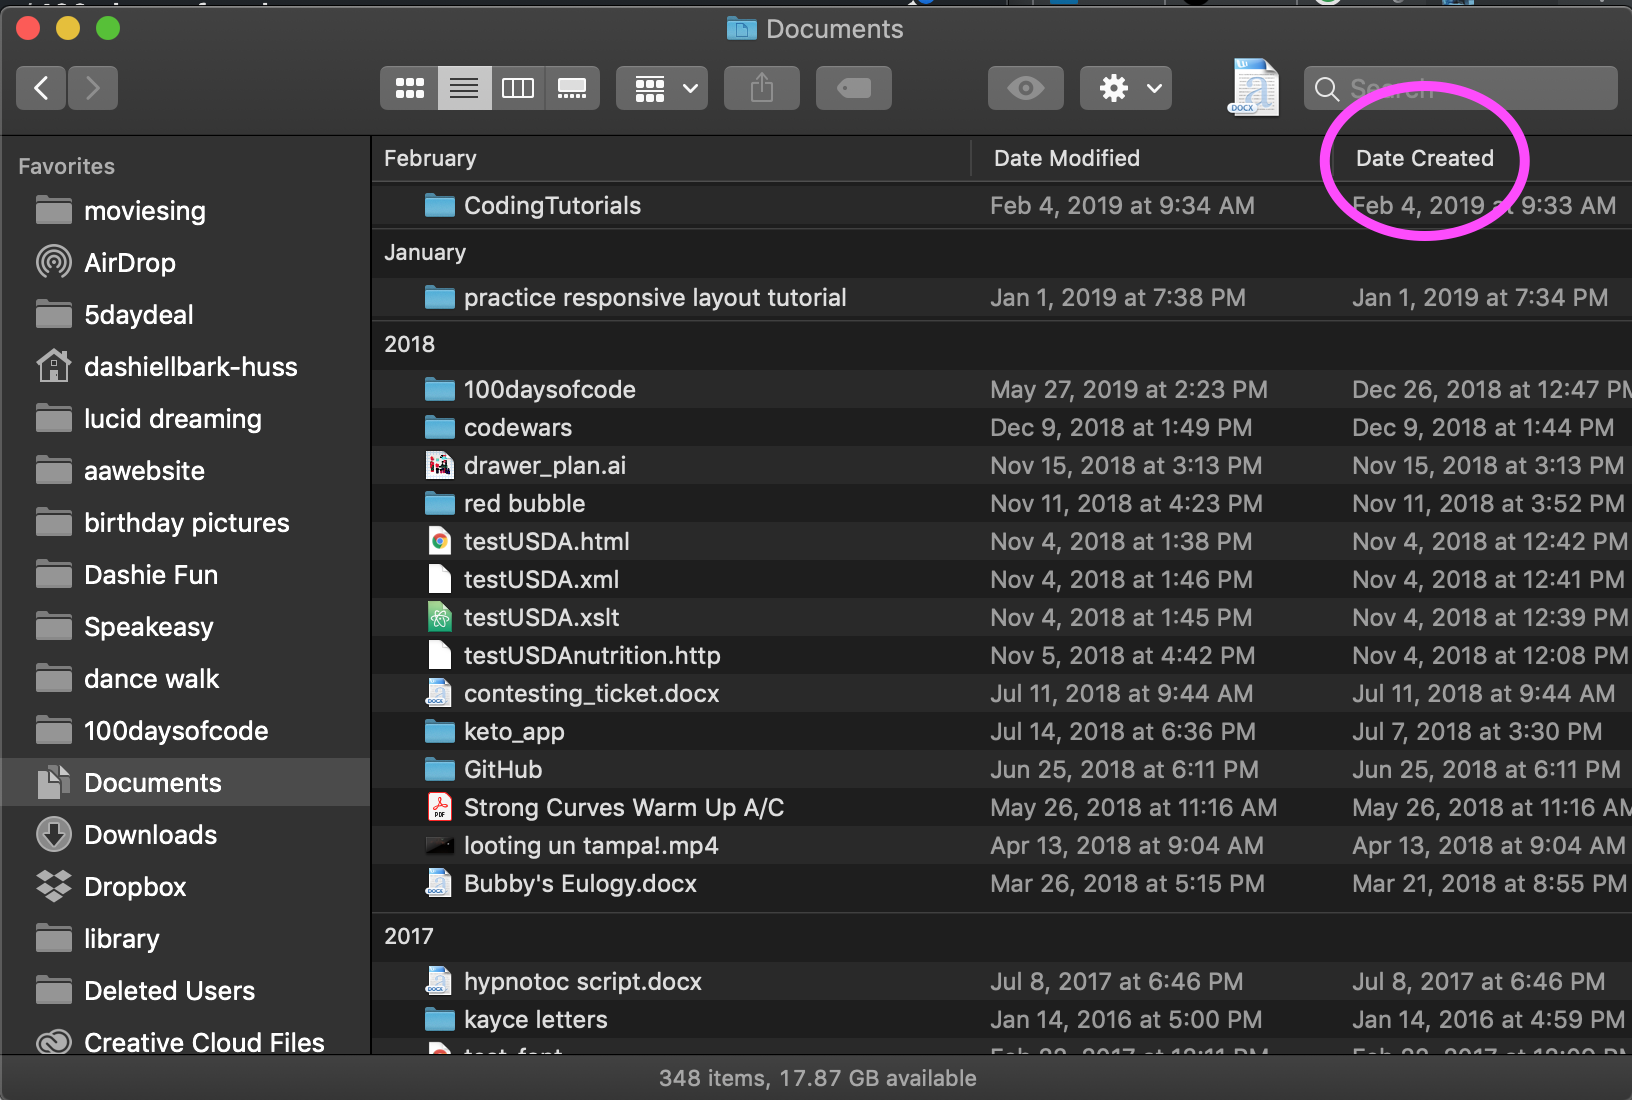 Documents
Search
Favorites
moviesing
AirDrop
5daydeal
dashiellbark-huss
lucid dreaming
aawebsite
birthday pictures
Dashie Fun
Speakeasy
dance walk
100daysofcode
Documents
Downloads
Dropbox
library
Deleted Users
Creative Cloud Files
February Date Modified Date Created
CodingTutorials Feb 4, 2019 at 9:34 AM Feb 4, 2019 at 9:33 AM
January
practice responsive layout tutorial Jan 1, 2019 at 7:38 PM Jan 1, 2019 at 7:34 PM
2018
100daysofcode May 27, 2019 at 2:23 PM Dec 26, 2018 at 12:47 PM
codewars Dec 9, 2018 at 1:49 PM Dec 9, 2018 at 1:44 PM
drawer_plan.ai Nov 15, 2018 at 3:13 PM Nov 15, 2018 at 3:13 PM
red bubble Nov 11, 2018 at 4:23 PM Nov 11, 2018 at 3:52 PM
testUSDA.html Nov 4, 2018 at 1:38 PM Nov 4, 2018 at 12:42 PM
testUSDA.xml Nov 4, 2018 at 1:46 PM Nov 4, 2018 at 12:41 PM
testUSDA.xslt Nov 4, 2018 at 1:45 PM Nov 4, 2018 at 12:39 PM
testUSDAnutrition.http Nov 5, 2018 at 4:42 PM Nov 4, 2018 at 12:08 PM
contesting_ticket.docx Jul 11, 2018 at 9:44 AM Jul 11, 2018 at 9:44 AM
keto_app Jul 14, 2018 at 6:36 PM Jul 7, 2018 at 3:30 PM
GitHub Jun 25, 2018 at 6:11 PM Jun 25, 2018 at 6:11 PM
Strong Curves Warm Up A/C May 26, 2018 at 11:16 AM May 26, 2018 at 11:16 AM
looting un tampa!.mp4 Apr 13, 2018 at 9:04 AM Apr 13, 2018 at 9:04 AM
Bubby's Eulogy.docx Mar 26, 2018 at 5:15 PM Mar 21, 2018 at 8:55 PM
2017
hypnotoc script.docx Jul 8, 2017 at 6:46 PM Jul 8, 2017 at 6:46 PM
kayce letters Jan 14, 2016 at 5:00 PM Jan 14, 2016 at 4:59 PM
348 items, 17.87 GB available